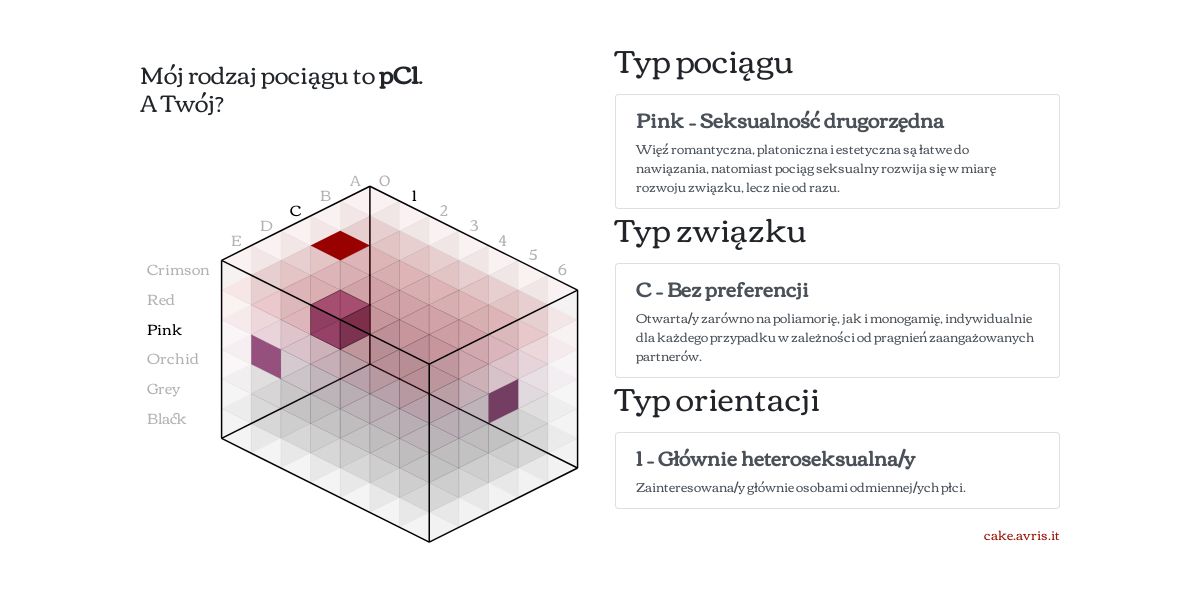 Mój rodzaj pociągu to pC1.
A Twój?
A
O
B
1
C
2
D
3
E
4
5
6
Crimson
Red
Pink
Orchid
Grey
Black
Typ pociągu
Pink - Seksualność drugorzędna
Więź romantyczna, platoniczna i estetyczna są łatwe do
nawiązania, natomiast pociąg seksualny rozwija się w miarę
rozwoju związku, lecz nie od razu.
Typ związku
C - Bez preferencji
Otwarta/y zarówno na poliamorię, jak i monogamię, indywidualnie
dla każdego przypadku w zależności od pragnień zaangażowanych
partnerów.
Typ orientacji
1 - Głównie heteroseksualna/y
Zainteresowana/y głównie osobami odmiennej/ych płci.
cake.avris.it